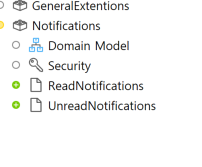 GeneralExtentions
Notifications
Domain Model
Security
ReadNotifications
UnreadNotifications